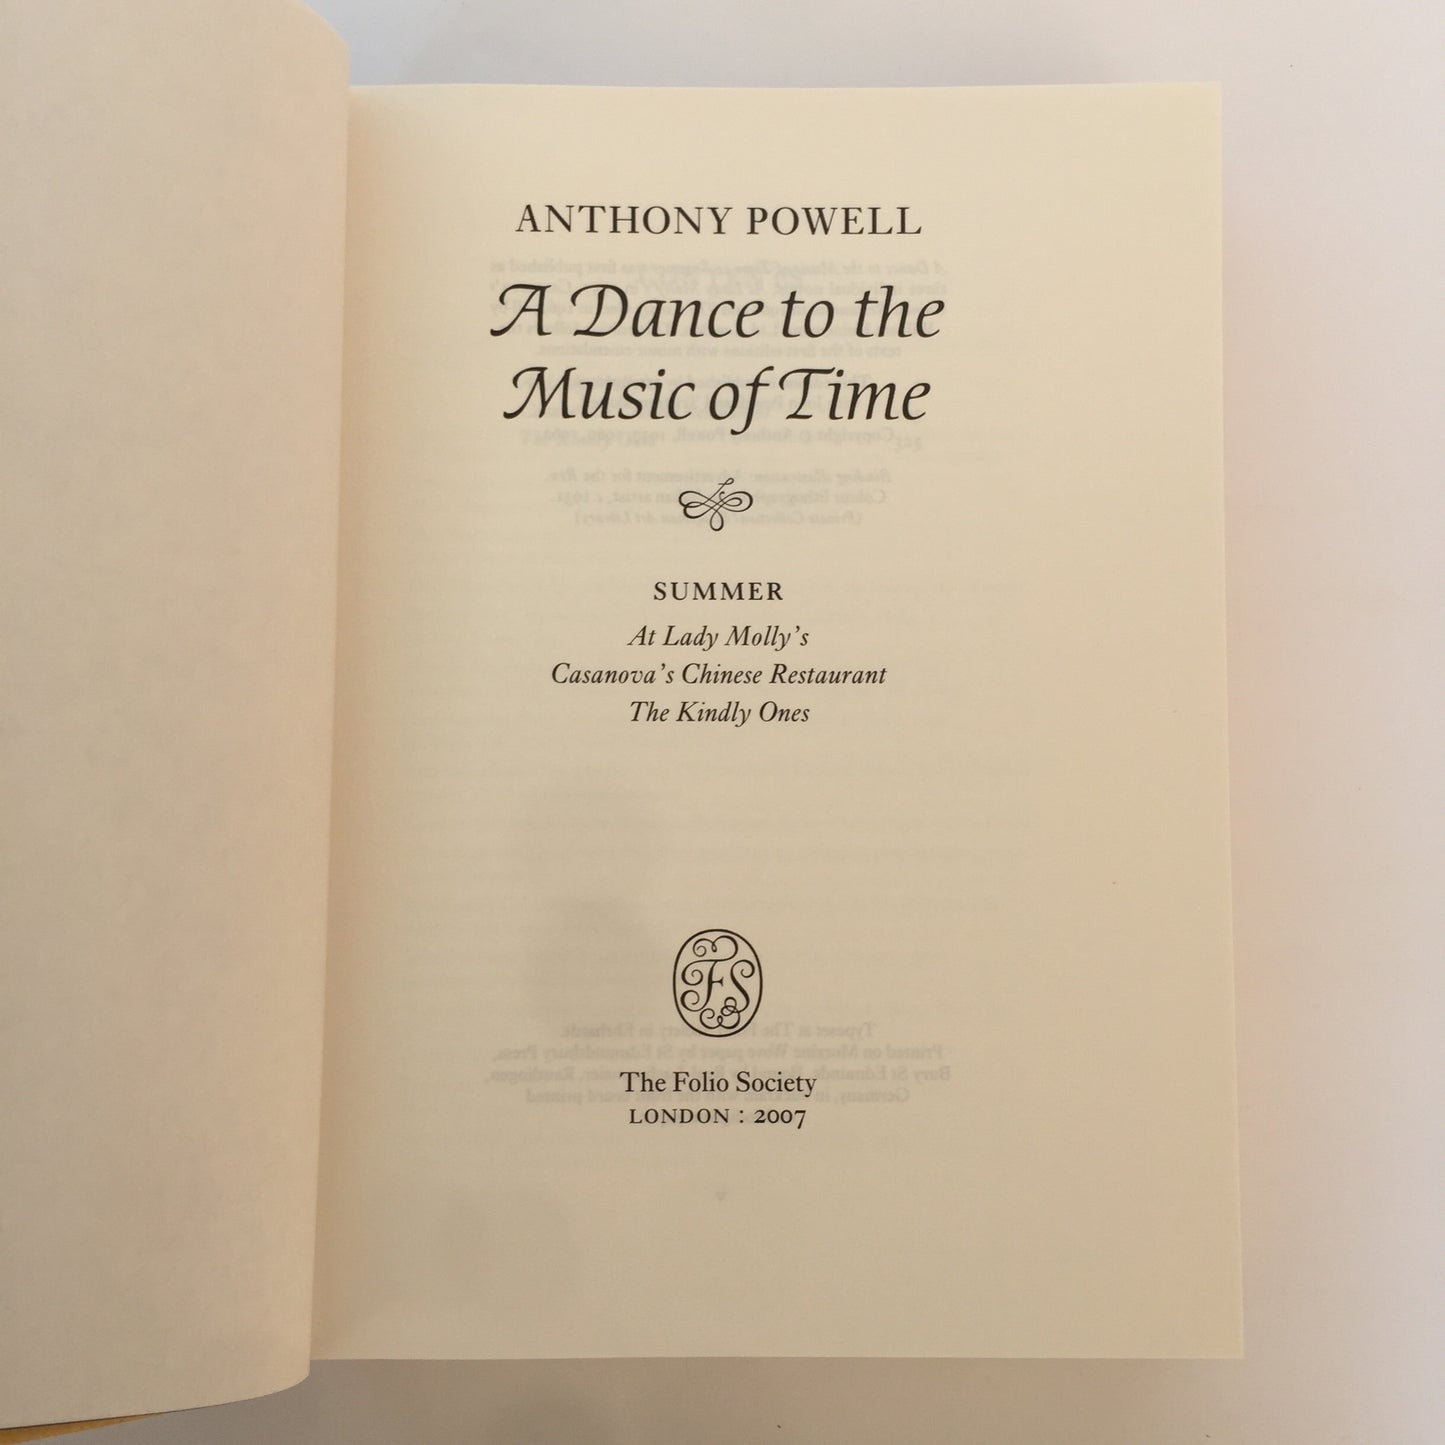 ANTHONY POWELL
A Dance to the
Music of Time
SUMMER
At Lady Molly's
Casanova's Chinese Restaurant
The Kindly Ones
FS
The Folio Society
LONDON : 2007